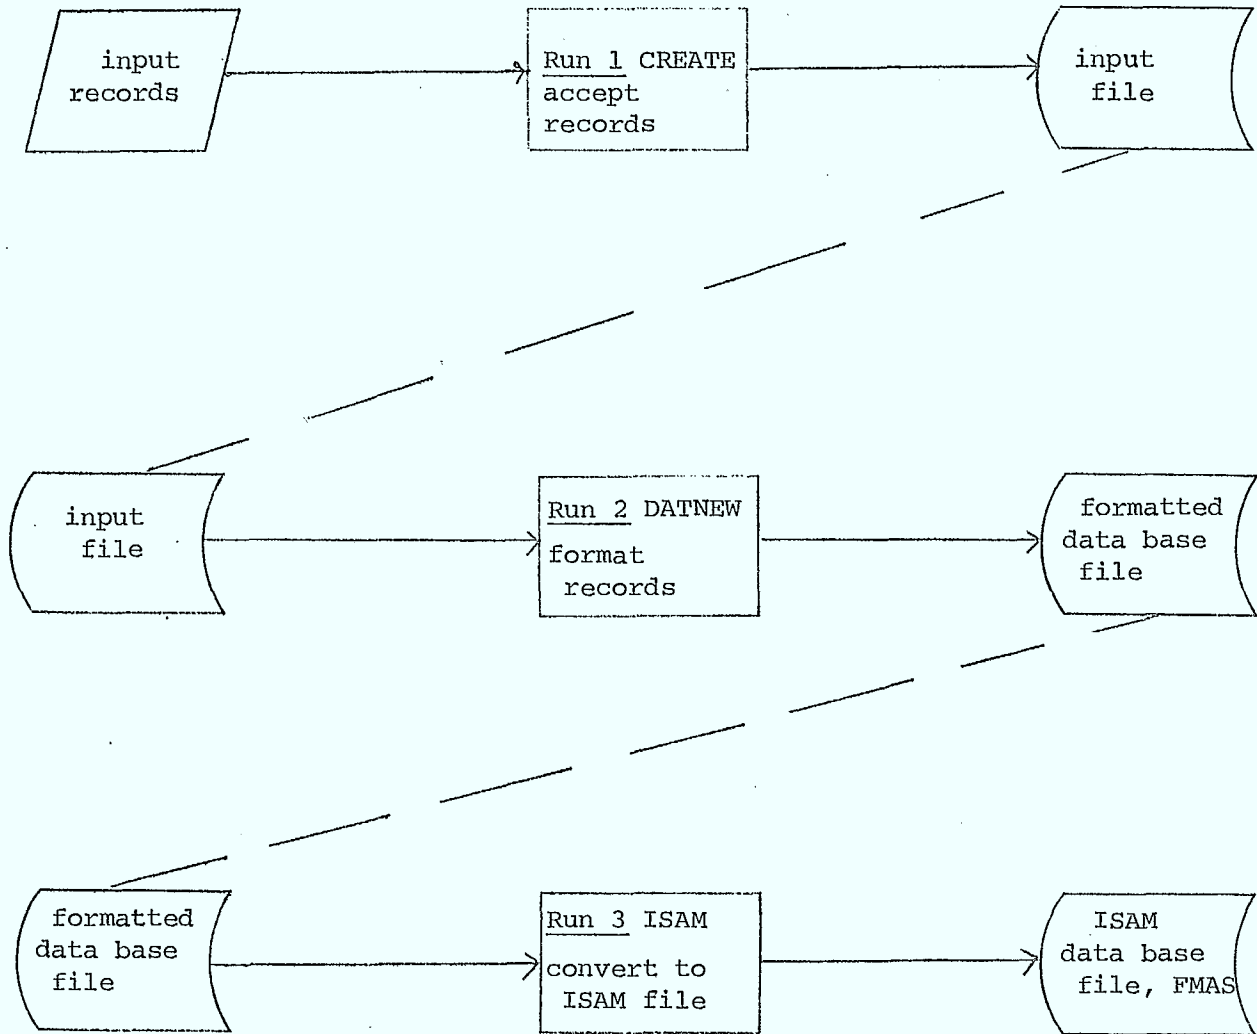 input
records
Run 1 CREATE
accept
records
input
file
input
file
Run 2 DATNEW
format
records
formatted
data base
file
formatted
data base
file
Run 3 ISAM
convert to
ISAM file
ISAM
data base
file, FMAS